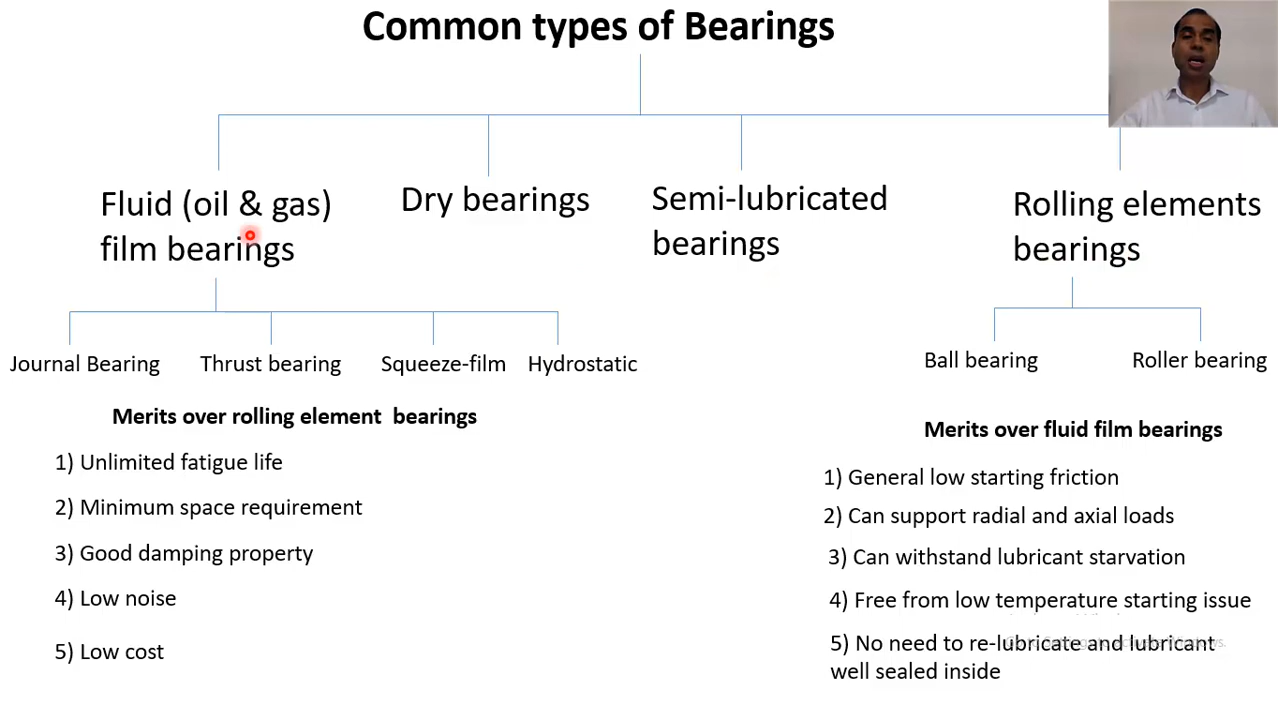 Common types of Bearings
Fluid (oil & gas)
film bearings
Dry bearings
Semi-lubricated
bearings
Rolling elements
bearings
Journal Bearing
Thrust bearing
Squeeze-film
Hydrostatic
Ball bearing
Roller bearing
Merits over rolling element bearings
1) Unlimited fatigue life
2) Minimum space requirement
3) Good damping property
4) Low noise
5) Low cost
Merits over fluid film bearings
1) General low starting friction
2) Can support radial and axial loads
3) Can withstand lubricant starvation
4) Free from low temperature starting issue
5) No need to re-lubricate and lubricant
well sealed inside